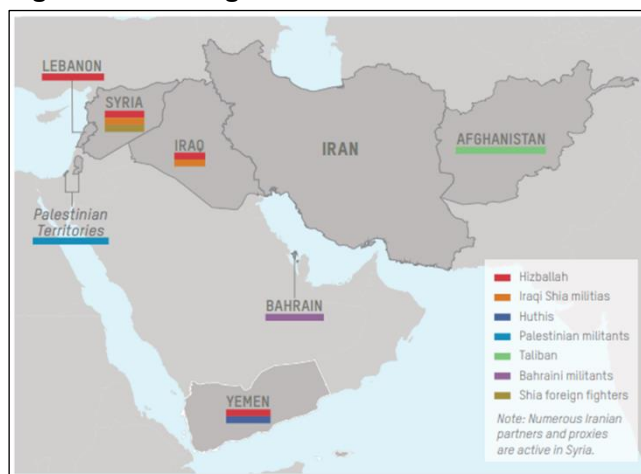 LEBANON
SYRIA
IRAQ
IRAN
AFGHANISTAN
Palestinian
Territories
BAHRAIN
YEMEN
Hizballah
Iraqi Shia militias
Huthis
Palestinian militants
Taliban
Bahraini militants
Shia foreign fighters
Note: Numerous Iranian
partners and proxies
are active in Syria.